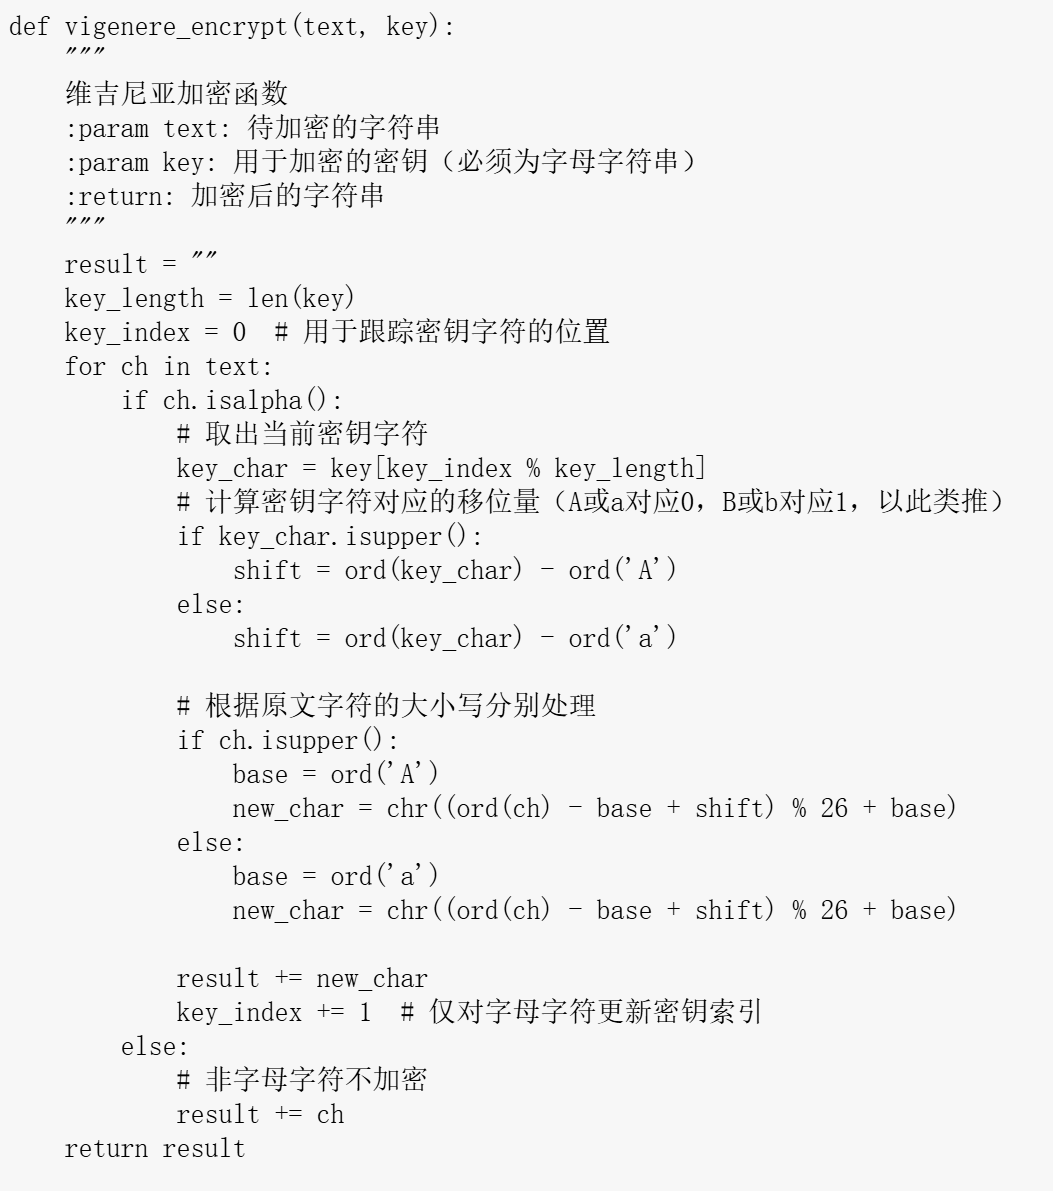 def vigenere_encrypt(text, key):
    """
    维吉尼亚加密函数
    :param text: 待加密的字符串
    :param key: 用于加密的密钥（必须为字母字符串）
    :return: 加密后的字符串
    """
    result = ""
    key_length = len(key)
    key_index = 0  # 用于跟踪密钥字符的位置
    for ch in text:
        if ch.isalpha():
            # 取出当前密钥字符
            key_char = key[key_index % key_length]
            # 计算密钥字符对应的移位量（A或a对应0，B或b对应1，以此类推）
            if key_char.isupper():
                shift = ord(key_char) - ord('A')
            else:
                shift = ord(key_char) - ord('a')

            # 根据原文字符的大小写分别处理
            if ch.isupper():
                base = ord('A')
                new_char = chr((ord(ch) - base + shift) % 26 + base)
            else:
                base = ord('a')
                new_char = chr((ord(ch) - base + shift) % 26 + base)

            result += new_char
            key_index += 1  # 仅对字母字符更新密钥索引
        else:
            # 非字母字符不加密
            result += ch
    return result